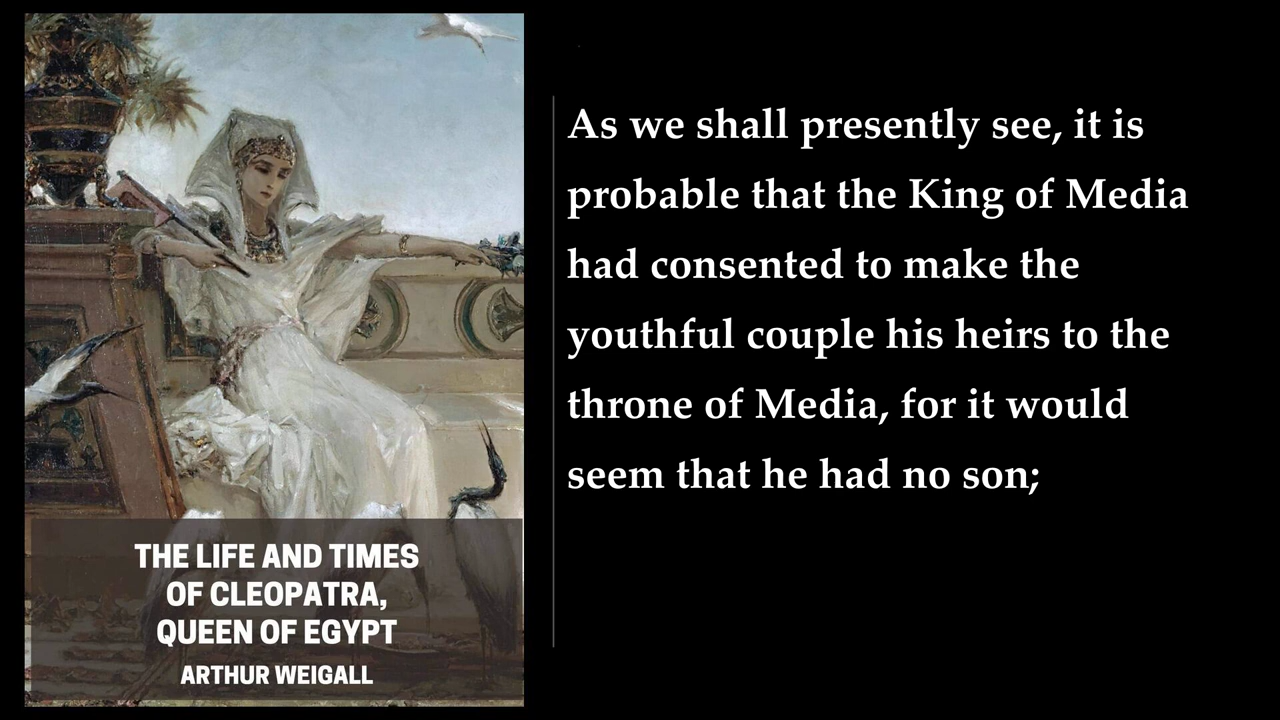 As we shall presently see, it is
probable that the King of Media
had consented to make the
youthful couple his heirs to the
throne of Media, for it would
seem that he had no son;
THE LIFE AND TIMES
OF CLEOPATRA,
QUEEN OF EGYPT
ARTHUR WEIGALL